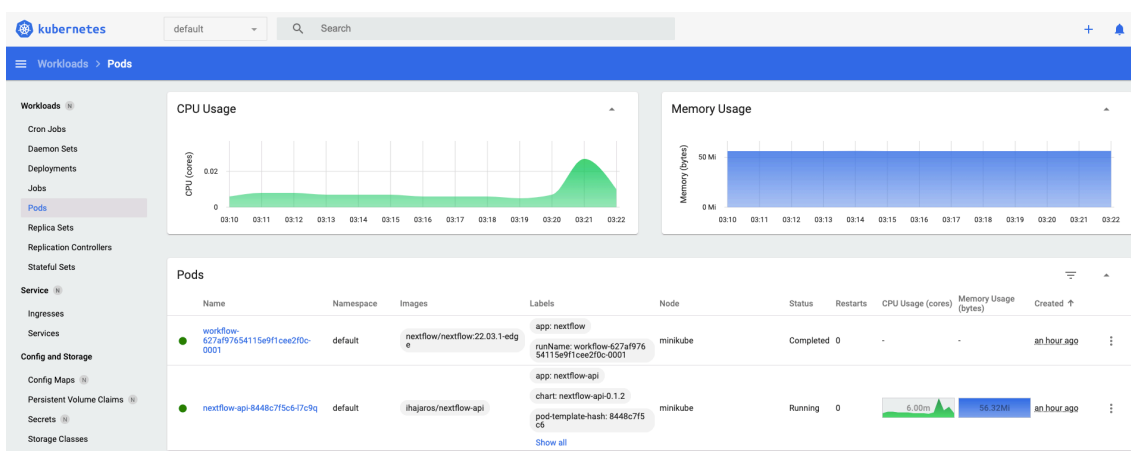 kubernetes
default
Search
Workloads > Pods
Workloads N
Cron Jobs
Daemon Sets
Deployments
Jobs
Pods
Replica Sets
Replication Controllers
Stateful Sets
Service N
Ingresses
Services
Config and Storage
Config Maps N
Persistent Volume Claims N
Secrets N
Storage Classes
CPU Usage
CPU (cores)
0.02
0
03:10 03:11 03:12 03:13 03:14 03:15 03:16 03:17 03:18 03:19 03:20 03:21 03:22
Memory Usage
Memory (bytes)
50 Mi
0 Mi
03:10 03:11 03:12 03:13 03:14 03:15 03:16 03:17 03:18 03:19 03:20 03:21 03:22
Pods
Name Namespace Images Labels Node Status Restarts CPU Usage (cores) Memory Usage (bytes) Created
workflow-
627af97654115e9f1cee2f0c-
0001
default
nextflow/nextflow:22.03.1-edg
e
app: nextflow
runName: workflow-627af976
54115e9f1cee2f0c-0001
minikube
Completed 0 - - an hour ago
nextflow-api-8448c7f5c6-l7c9q
default
ihajaros/nextflow-api
app: nextflow-api
chart: nextflow-api-0.1.2
pod-template-hash: 8448c7f5
c6
Show all
minikube
Running 0 6.00m 56.32Mi an hour ago